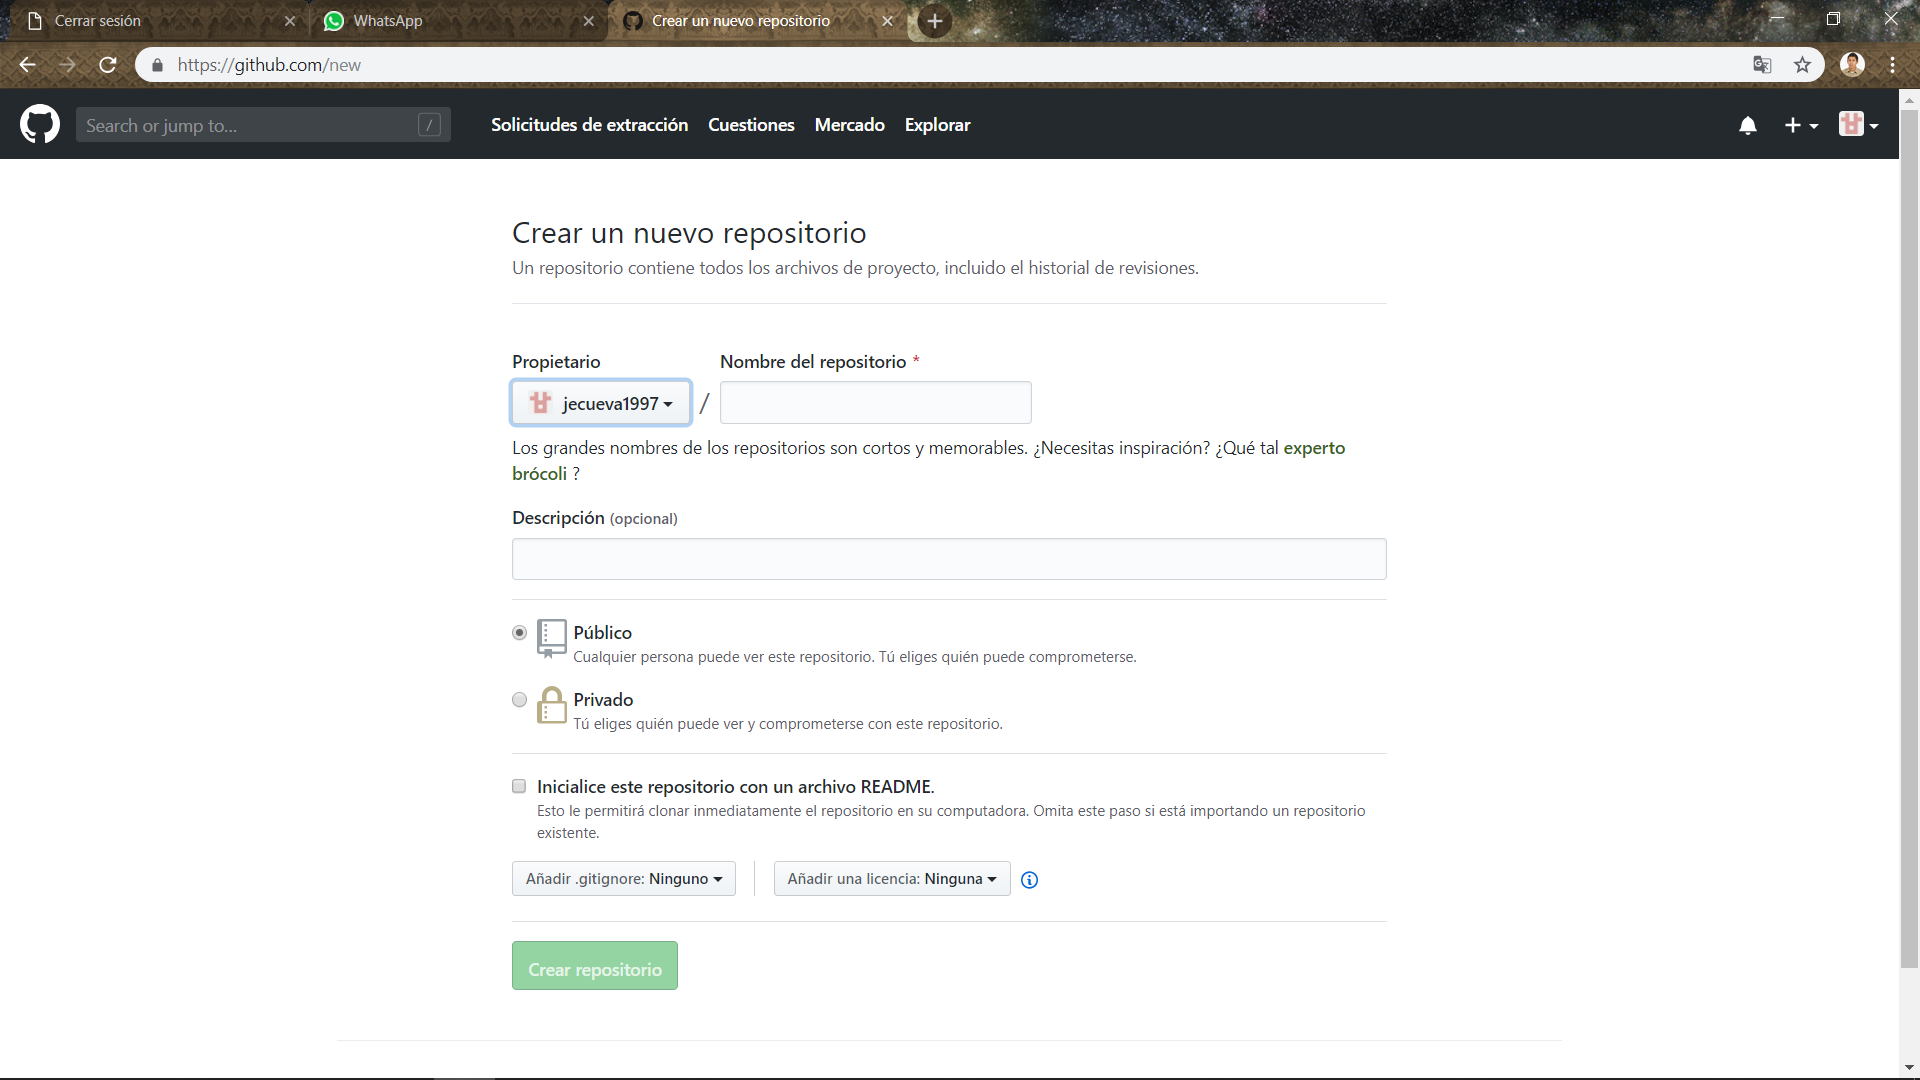 Cerrar sesión
WhatsApp
Crear un nuevo repositorio
https://github.com/new
Search or jump to...
/
Solicitudes de extracción
Cuestiones
Mercado
Explorar
Crear un nuevo repositorio
Un repositorio contiene todos los archivos de proyecto, incluido el historial de revisiones.
Propietario
Nombre del repositorio *
jecueva1997
/
Los grandes nombres de los repositorios son cortos y memorables. ¿Necesitas inspiración? ¿Qué tal experto
brócoli ?
Descripción (opcional)
Público
Cualquier persona puede ver este repositorio. Tú eliges quién puede comprometerse.
Privado
Tú eliges quién puede ver y comprometerse con este repositorio.
Inicialice este repositorio con un archivo README.
Esto le permitirá clonar inmediatamente el repositorio en su computadora. Omita este paso si está importando un repositorio
existente.
Añadir .gitignore: Ninguno
Añadir una licencia: Ninguna
Crear repositorio